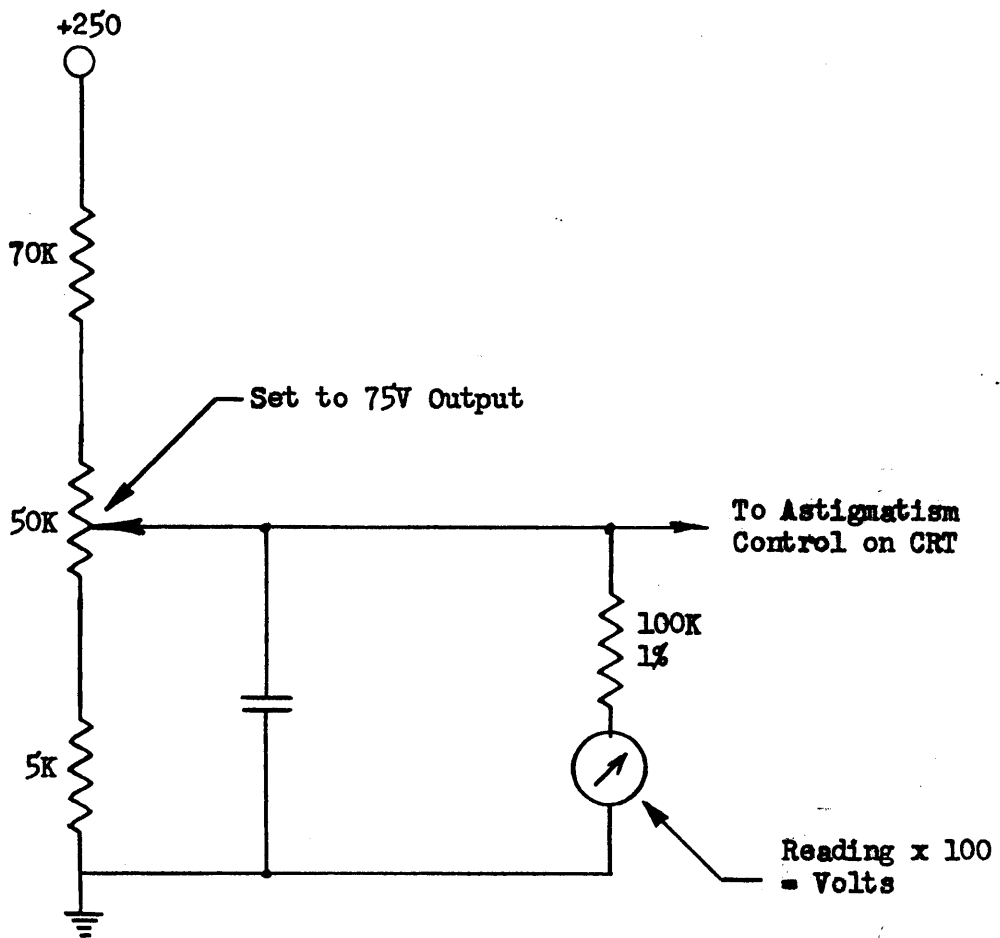 +250
70K
Set to 75V Output
50K
To Astigmatism
Control on CRT
100K
1%
5K
Reading x 100
= Volts